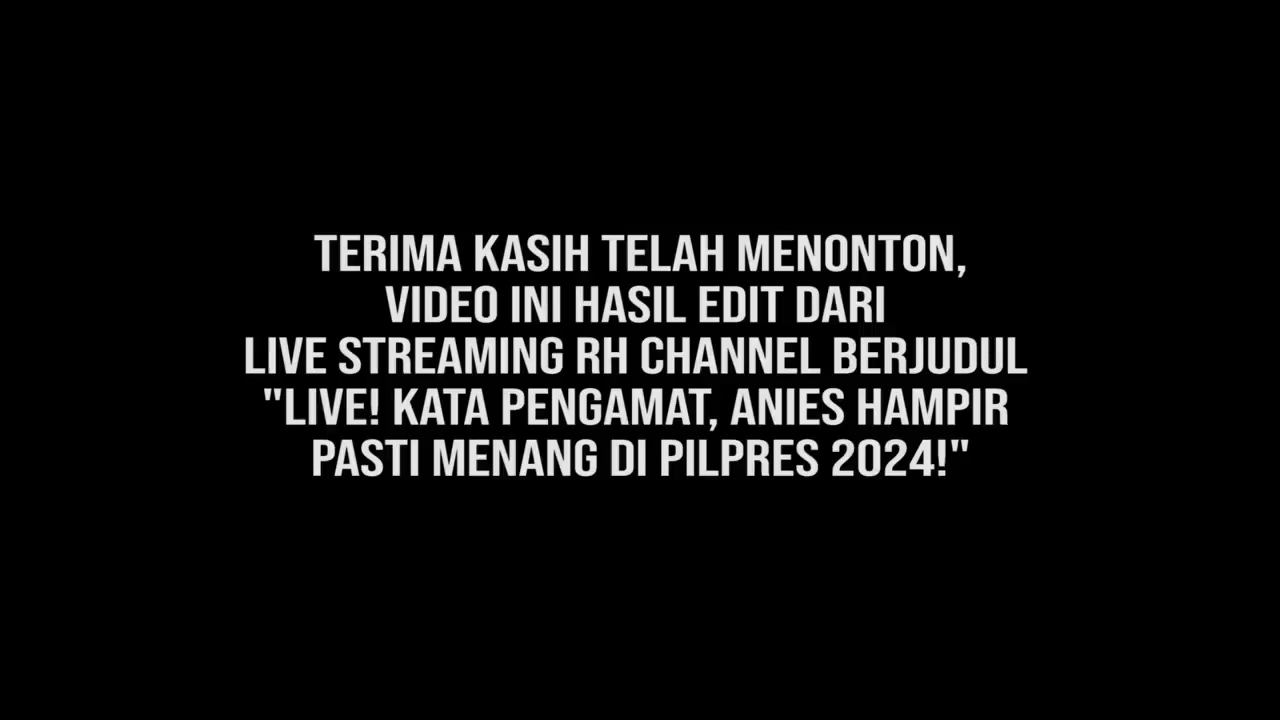 TERIMA KASIH TELAH MENONTON,
VIDEO INI HASIL EDIT DARI
LIVE STREAMING RH CHANNEL BERJUDUL
"LIVE! KATA PENGAMAT, ANIES HAMPIR
PASTI MENANG DI PILPRES 2024!"